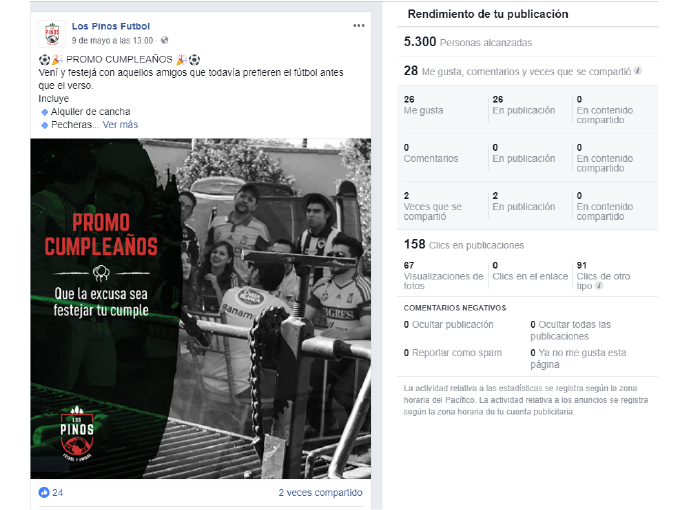 Los Pinos Futbol
9 de mayo a las 13:00 ·
⚽🎉 PROMO CUMPLEAÑOS 🎉⚽
Vení y festejá con aquellos amigos que todavía prefieren el fútbol antes
que el verso.
Incluye
🔹 Alquiler de cancha
🔹 Pecheras... Ver más
PROMO
CUMPLEAÑOS
Que la excusa sea
festejar tu cumple
Banamex
TIGRES
LOS
PINOS
FUTBOL Y AMIGOS
24
2 veces compartido
Rendimiento de tu publicación
5.300 Personas alcanzadas
28 Me gusta, comentarios y veces que se compartió
26 Me gusta
26 En publicación
0 En contenido compartido
0 Comentarios
0 En publicación
0 En contenido compartido
2 Veces que se compartió
2 En publicación
0 En contenido compartido
158 Clics en publicaciones
67 Visualizaciones de fotos
0 Clics en el enlace
91 Clics de otro tipo
COMENTARIOS NEGATIVOS
0 Ocultar publicación
0 Ocultar todas las publicaciones
0 Reportar como spam
0 Ya no me gusta esta página
La actividad relativa a las estadísticas se registra según la zona
horaria del Pacífico. La actividad relativa a los anuncios se registra
según la zona horaria de tu cuenta publicitaria.